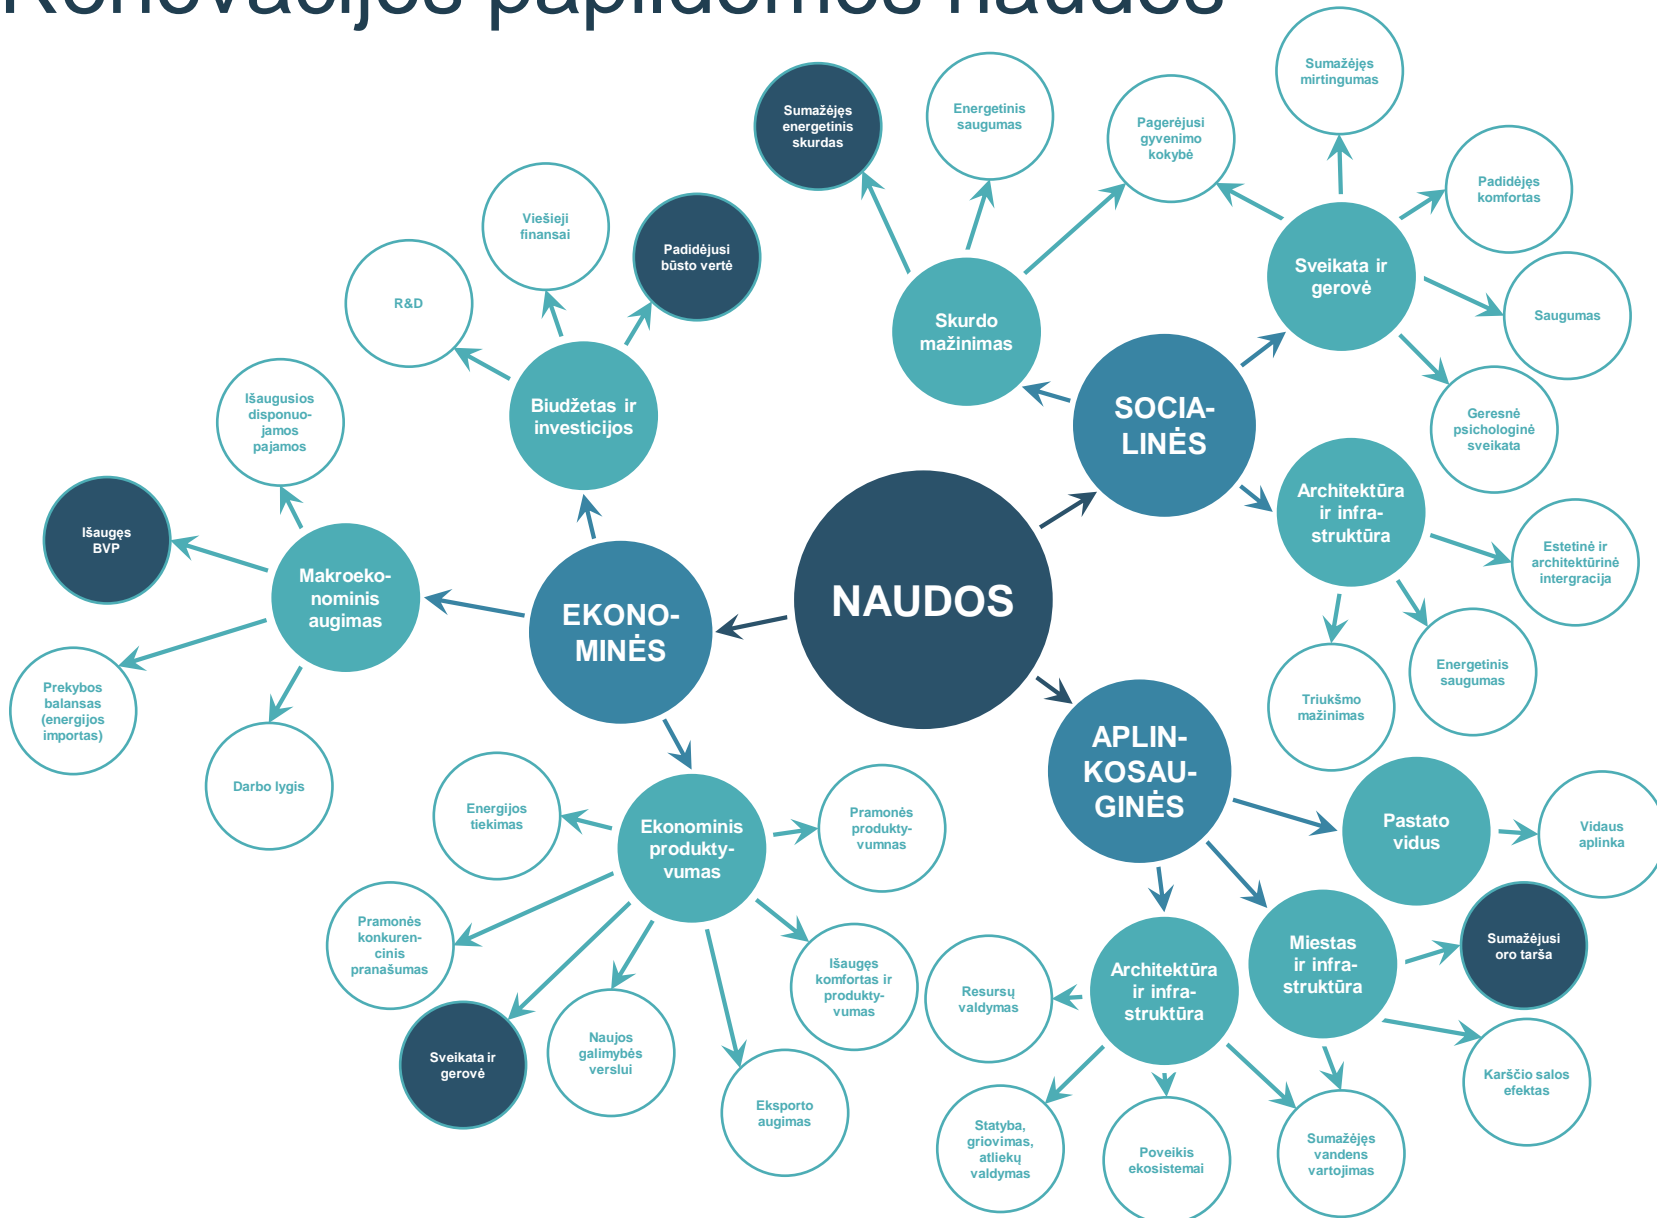 Renovacijos papildomos naudos
Sumažėjęs
mirtingumas
Sumažėjęs
energetinis
skurdas
Energetinis
saugumas
Pagerėjusi
gyvenimo
kokybė
Padidėjęs
komfortas
Viešieji
finansai
Padidėjusi
būsto vertė
Sveikata ir
gerovė
R&D
Saugumas
Skurdo
mažinimas
Išaugusios
disponuo-
jamos
pajamos
Biudžetas ir
investicijos
SOCIA-
LINĖS
Geresnė
psichologinė
sveikata
Architektūra
ir infra-
struktūra
Išaugęs
BVP
Estetinė ir
architektūrinė
intergracija
Makroeko-
nominis
augimas
EKONO-
MINĖS
NAUDOS
Energetinis
saugumas
Triukšmo
mažinimas
Prekybos
balansas
(energijos
importas)
Darbo lygis
APLIN-
KOSAU-
GINĖS
Energijos
tiekimas
Ekonominis
produkty-
vumas
Pramonės
produkty-
vumnas
Pastato
vidus
Vidaus
aplinka
Pramonės
konkuren-
cinis
pranašumas
Išaugęs
komfortas ir
produkty-
vumas
Miestas
ir infra-
struktūra
Sumažėjusi
oro tarša
Resursų
valdymas
Architektūra
ir infra-
struktūra
Sveikata ir
gerovė
Naujos
galimybės
verslui
Eksporto
augimas
Karščio salos
efektas
Statyba,
griovimas,
atliekų
valdymas
Poveikis
ekosistemai
Sumažėjęs
vandens
vartojimas